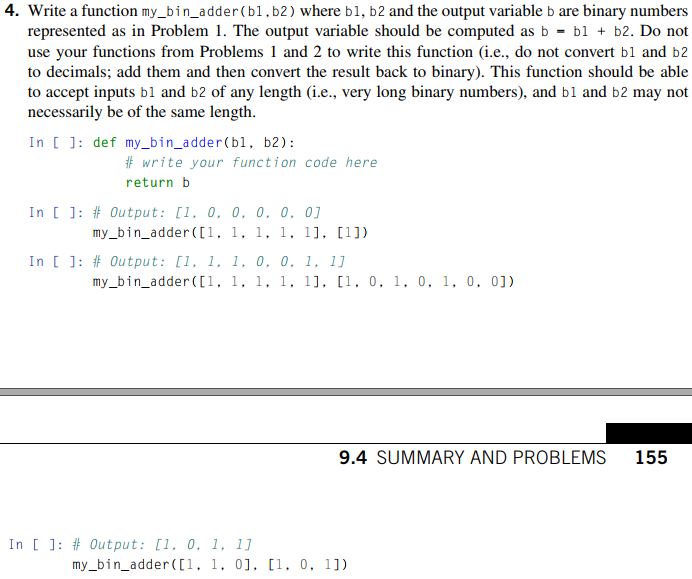 4. Write a function my_bin_adder(b1,b2) where b1, b2 and the output variable b are binary numbers
represented as in Problem 1. The output variable should be computed as b = b1 + b2. Do not
use your functions from Problems 1 and 2 to write this function (i.e., do not convert b1 and b2
to decimals; add them and then convert the result back to binary). This function should be able
to accept inputs b1 and b2 of any length (i.e., very long binary numbers), and b1 and b2 may not
necessarily be of the same length.
In [ ]: def my_bin_adder(b1, b2):
# write your function code here
return b
In [ ]: # Output: [1, 0, 0, 0, 0, 0]
my_bin_adder([1, 1, 1, 1, 1], [1])
In [ ]: # Output: [1, 1, 1, 0, 0, 1, 1]
my_bin_adder([1, 1, 1, 1, 1], [1, 0, 1, 0, 1, 0, 0])
9.4 SUMMARY AND PROBLEMS 155
In [ ]: # Output: [1, 0, 1, 1]
my_bin_adder([1, 1, 0], [1, 0, 1])